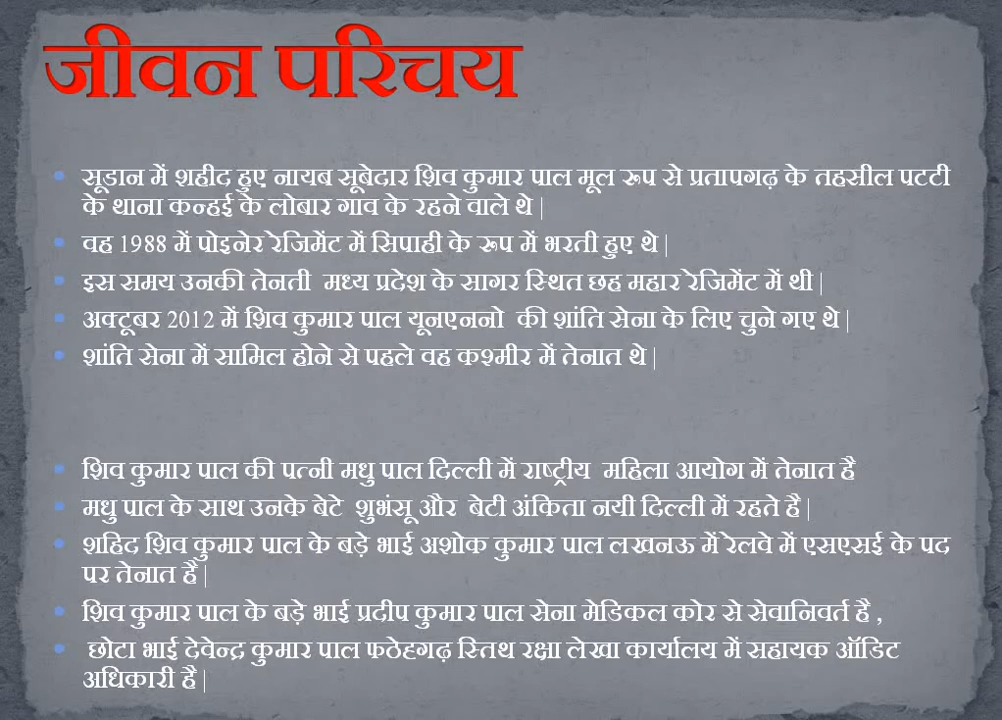 जीवन परिचय
सूडान में शहीद हुए नायब सूबेदार शिव कुमार पाल मूल रूप से प्रतापगढ़ के तहसील पटटी
के थाना कन्हई के लोबार गाव के रहने वाले थे |
वह 1988 में पोइनेर रेजिमेंट में सिपाही के रूप में भरती हुए थे |
इस समय उनकी तेनती मध्य प्रदेश के सागर स्थित छह महार रेजिमेंट में थी |
अक्टूबर 2012 में शिव कुमार पाल यूनएननो की शांति सेना के लिए चुने गए थे |
शांति सेना में सामिल होने से पहले वह कश्मीर में तेनात थे |
शिव कुमार पाल की पत्नी मधु पाल दिल्ली में राष्ट्रीय महिला आयोग में तेनात है
मधु पाल के साथ उनके बेटे शुभंसू और बेटी अंकिता नयी दिल्ली में रहते है |
शहिद शिव कुमार पाल के बड़े भाई अशोक कुमार पाल लखनऊ में रेलवे में एसएसई के पद
पर तेनात है |
शिव कुमार पाल के बड़े भाई प्रदीप कुमार पाल सेना मेडिकल कोर से सेवानिवर्त है ,
छोटा भाई देवेन्द्र कुमार पाल फठेहगढ़ स्तिथ रक्षा लेखा कार्यालय में सहायक ऑडिट
अधिकारी है |